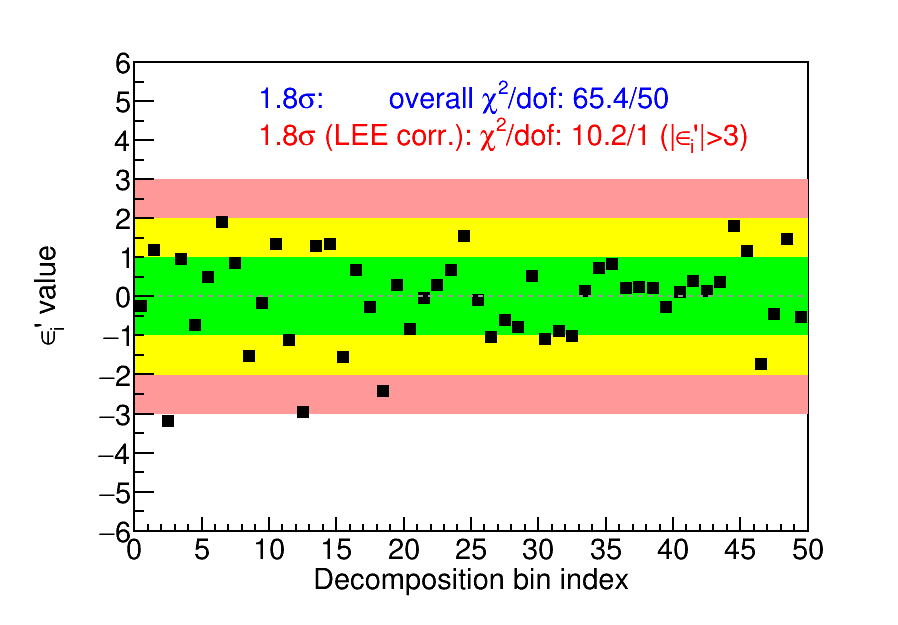 1.8σ: overall χ²/dof: 65.4/50
1.8σ (LEE corr.): χ²/dof: 10.2/1 (|ϵᵢ'|>3)
6
5
4
3
2
1
0
−1
−2
−3
−4
−5
−6
ϵᵢ' value
0 5 10 15 20 25 30 35 40 45 50
Decomposition bin index